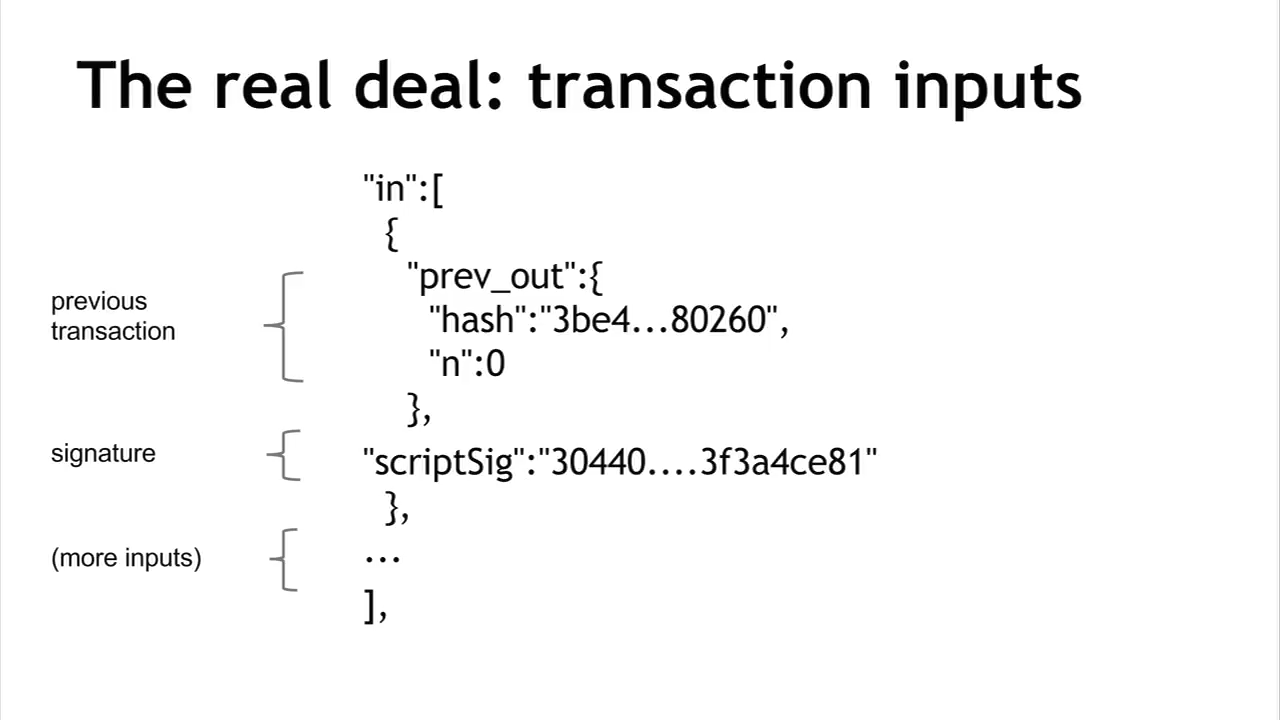 The real deal: transaction inputs
"in":[
{
previous
transaction
"prev_out":{
"hash":"3be4...80260",
"n":0
},
signature
"scriptSig":"30440....3f3a4ce81"
},
(more inputs)
...
],